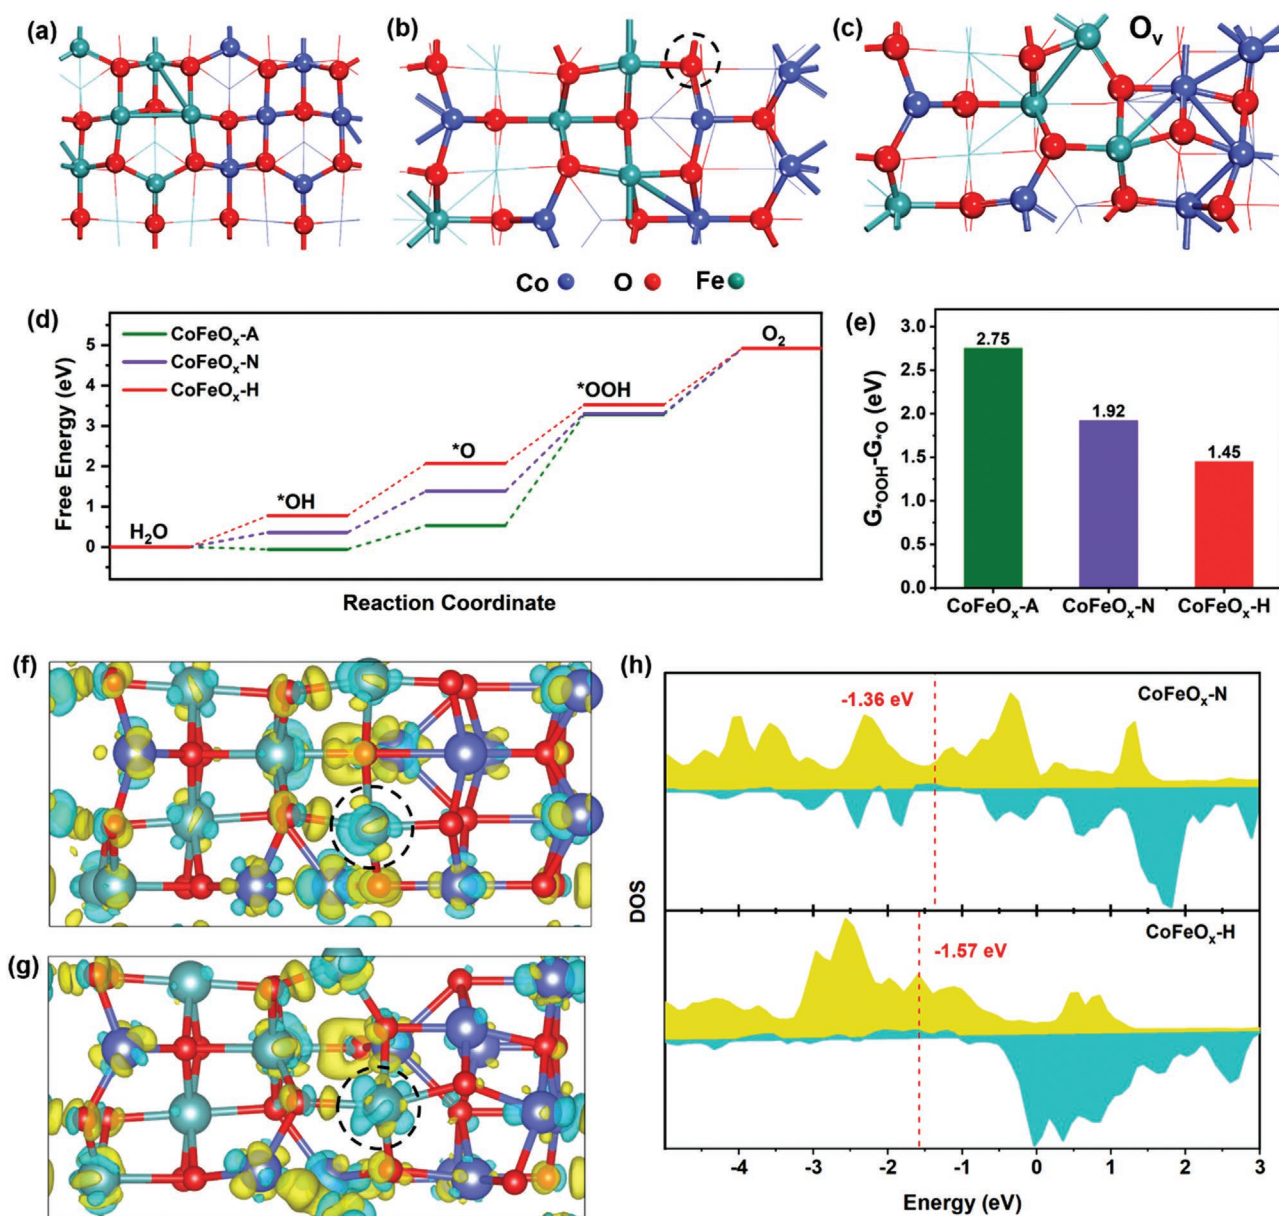 (a)
(b)
(c)
Oᵥ
Co
O
Fe
(d)
CoFeOₓ-A
CoFeOₓ-N
CoFeOₓ-H
Free Energy (eV)
5
4
3
2
1
0
H₂O
*OH
*O
*OOH
O₂
Reaction Coordinate
(e)
G*OOH-G*O (eV)
3.0
2.5
2.0
1.5
1.0
0.5
0.0
2.75
1.92
1.45
CoFeOₓ-A CoFeOₓ-N CoFeOₓ-H
(f)
(g)
(h)
DOS
-1.36 eV
CoFeOₓ-N
-1.57 eV
CoFeOₓ-H
-4 -3 -2 -1 0 1 2 3
Energy (eV)